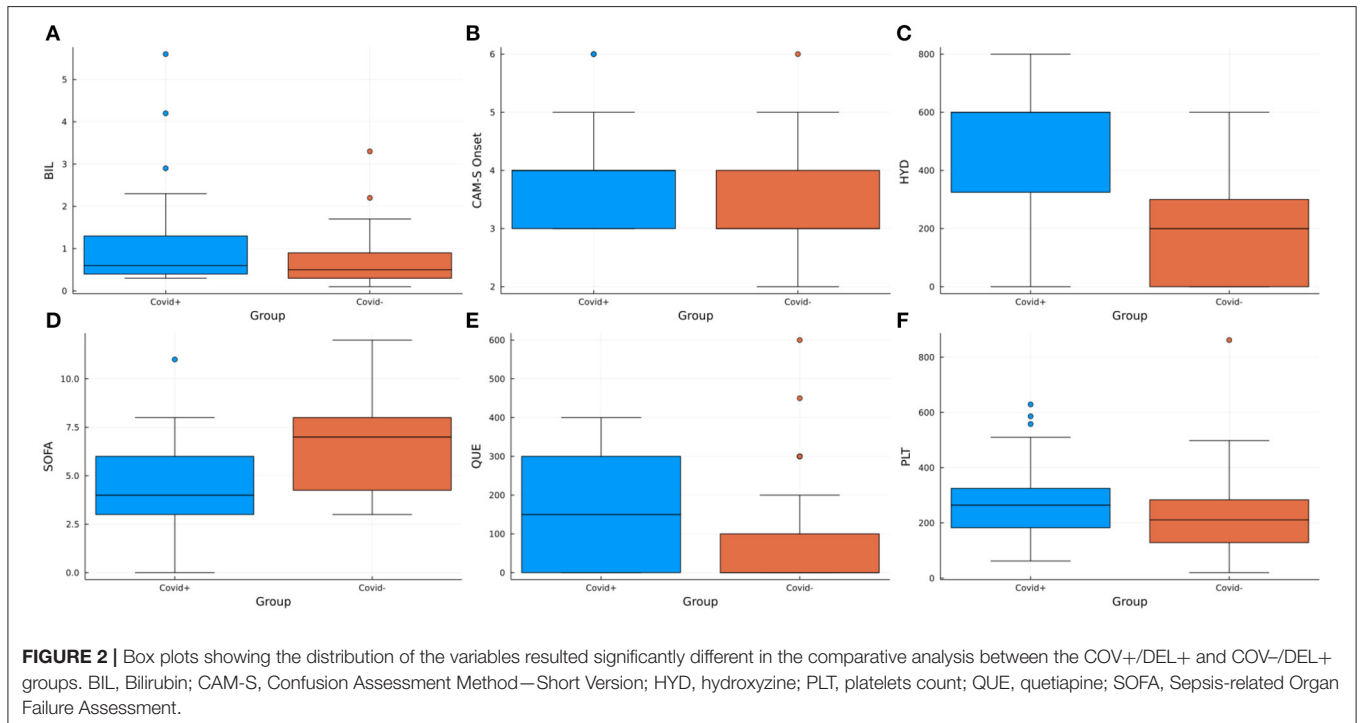 A
BIL
5
4
3
2
1
0
Covid+ Covid-
Group
B
CAM-S Onset
6
5
4
3
2
Covid+ Covid-
Group
C
HYD
800
600
400
200
0
Covid+ Covid-
Group
D
SOFA
10.0
7.5
5.0
2.5
0.0
Covid+ Covid-
Group
E
QUE
600
500
400
300
200
100
0
Covid+ Covid-
Group
F
PLT
800
600
400
200
0
Covid+ Covid-
Group
FIGURE 2 | Box plots showing the distribution of the variables resulted significantly different in the comparative analysis between the COV+/DEL+ and COV–/DEL+
groups. BIL, Bilirubin; CAM-S, Confusion Assessment Method—Short Version; HYD, hydroxyzine; PLT, platelets count; QUE, quetiapine; SOFA, Sepsis-related Organ
Failure Assessment.